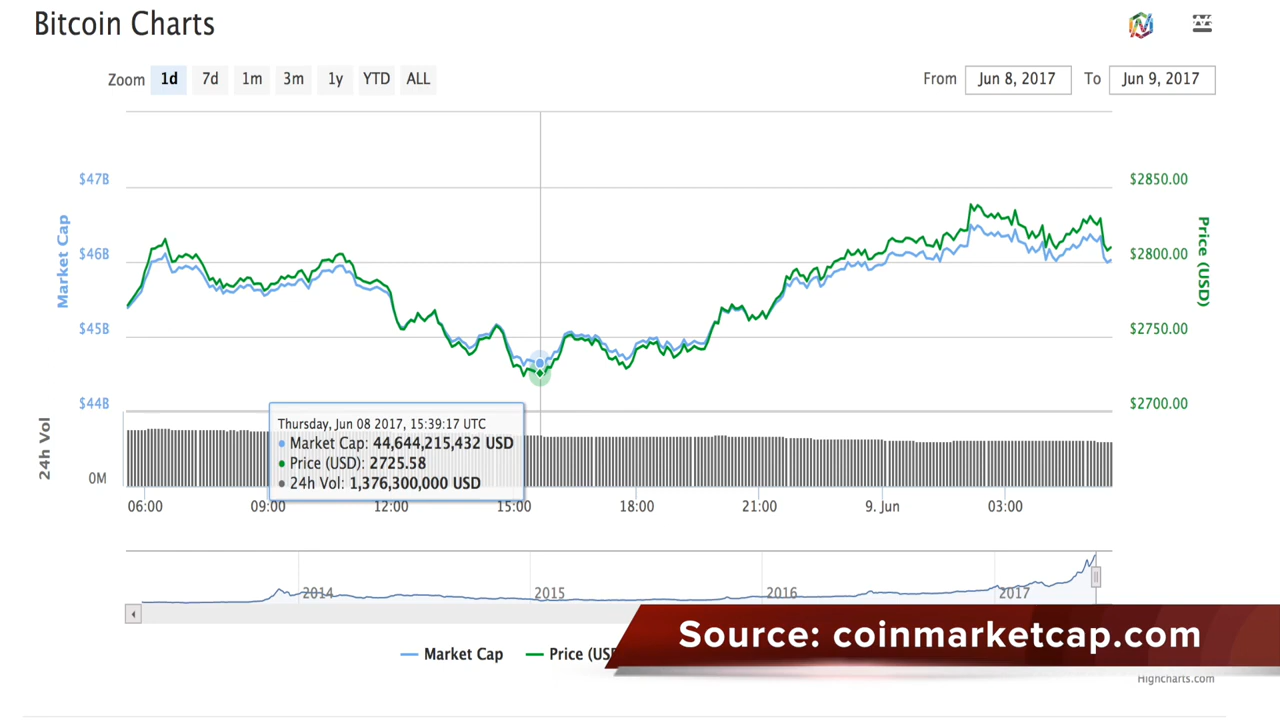 Bitcoin Charts
Zoom 1d 7d 1m 3m 1y YTD ALL
From Jun 8, 2017 To Jun 9, 2017
$47B
$46B
$45B
$44B
Market Cap
$2850.00
$2800.00
$2750.00
$2700.00
Price (USD)
24h Vol
0M
Thursday, Jun 08 2017, 15:39:17 UTC
Market Cap: 44,644,215,432 USD
Price (USD): 2725.58
24h Vol: 1,376,300,000 USD
06:00 09:00 12:00 15:00 18:00 21:00 9. Jun 03:00
2014 2015 2016 2017
Source: coinmarketcap.com
Market Cap Price (USD
Highcharts.com